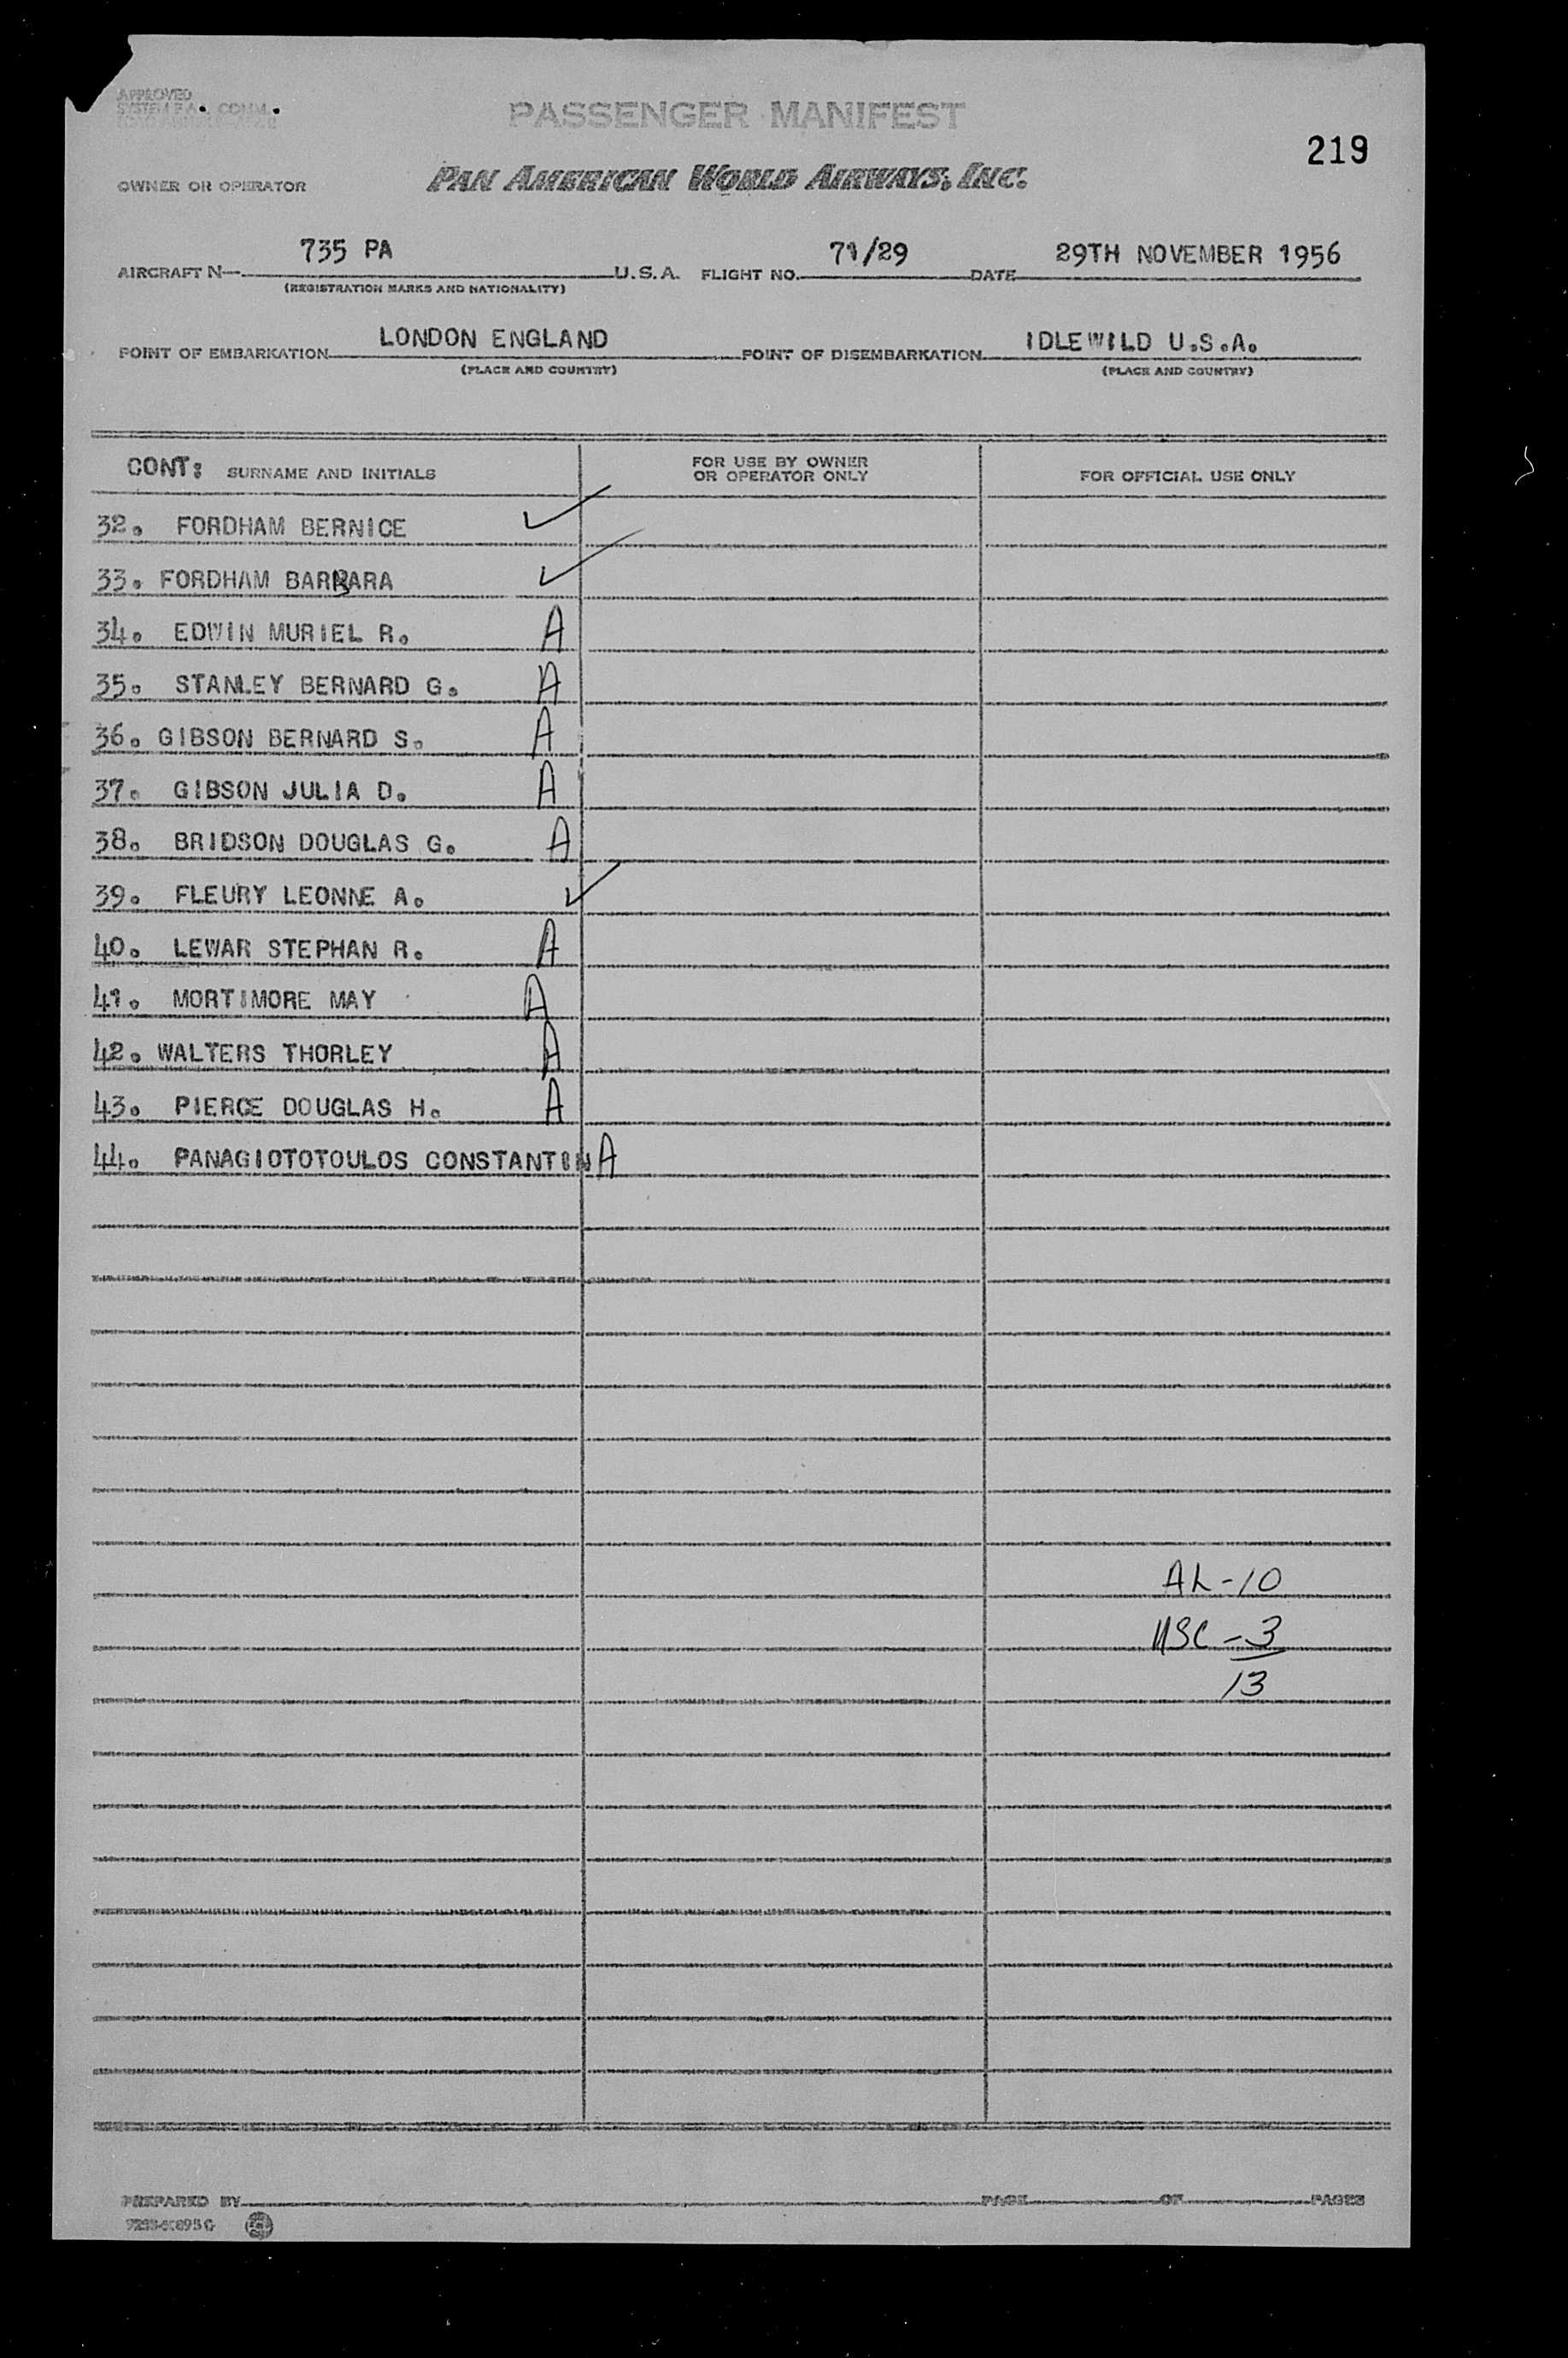 APPROVED
SYSTEM F.A. COMM.
PASSENGER MANIFEST
219
OWNER OR OPERATOR
PAN AMERICAN WORLD AIRWAYS, INC.
735 PA 71/29 29TH NOVEMBER 1956
AIRCRAFT N— U.S.A. FLIGHT NO. DATE
(REGISTRATION MARKS AND NATIONALITY)
LONDON ENGLAND IDLEWILD U.S.A.
POINT OF EMBARKATION POINT OF DISEMBARKATION
(PLACE AND COUNTRY) (PLACE AND COUNTRY)
CONT: SURNAME AND INITIALS FOR USE BY OWNER OR OPERATOR ONLY FOR OFFICIAL USE ONLY
32. FORDHAM BERNICE ✓
33. FORDHAM BARBARA ✓
34. EDWIN MURIEL R. A
35. STANLEY BERNARD G. A
36. GIBSON BERNARD S. A
37. GIBSON JULIA D. A
38. BRIDSON DOUGLAS G. A
39. FLEURY LEONNE A. ✓
40. LEWAR STEPHAN R. A
41. MORTIMORE MAY A
42. WALTERS THORLEY A
43. PIERCE DOUGLAS H. A
44. PANAGIOTOTOULOS CONSTANTIN A
AL-10
USC-3
13
PREPARED BY PAGE OF PAGES